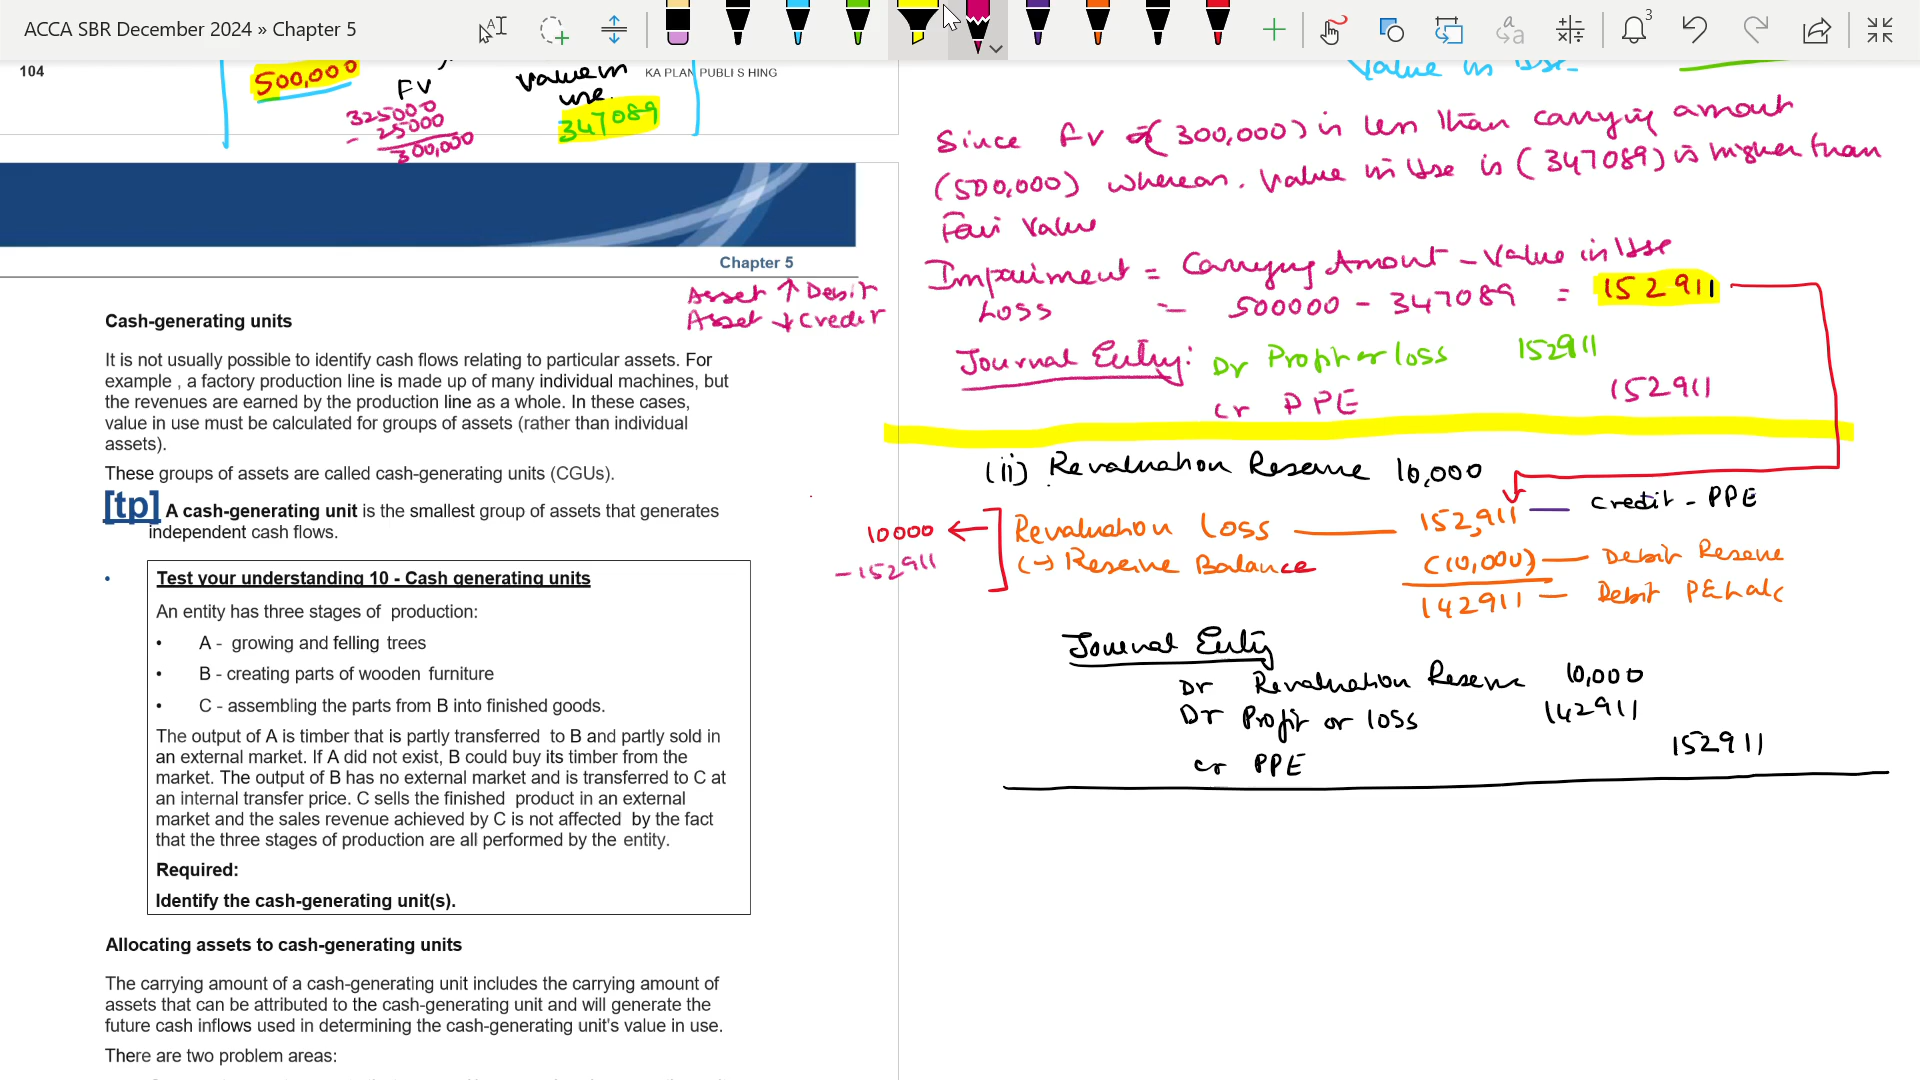 ACCA SBR December 2024 » Chapter 5
3
104
500,000
FV
325000
- 25000
300,000
Value in
use
347089
KA PLAN PUBLI S HING
Value in Use
Since FV (300,000) is less than carrying amount
(500,000) whereas. Value in Use is (347089) is higher than
Fair Value
Impairment = Carrying Amount - Value in Use
Loss = 500000 - 347089 = 152911
Journal Entry: Dr Profit or loss 152911
cr PPE 152911
Chapter 5
Asset ↑ Debit
Asset ↓ Credit
Cash-generating units
It is not usually possible to identify cash flows relating to particular assets. For
example , a factory production line is made up of many individual machines, but
the revenues are earned by the production line as a whole. In these cases,
value in use must be calculated for groups of assets (rather than individual
assets).
These groups of assets are called cash-generating units (CGUs).
[tp] A cash-generating unit is the smallest group of assets that generates
independent cash flows.
• Test your understanding 10 - Cash generating units
An entity has three stages of production:
• A - growing and felling trees
• B - creating parts of wooden furniture
• C - assembling the parts from B into finished goods.
The output of A is timber that is partly transferred to B and partly sold in
an external market. If A did not exist, B could buy its timber from the
market. The output of B has no external market and is transferred to C at
an internal transfer price. C sells the finished product in an external
market and the sales revenue achieved by C is not affected by the fact
that the three stages of production are all performed by the entity.
Required:
Identify the cash-generating unit(s).
Allocating assets to cash-generating units
The carrying amount of a cash-generating unit includes the carrying amount of
assets that can be attributed to the cash-generating unit and will generate the
future cash inflows used in determining the cash-generating unit's value in use.
There are two problem areas:
(ii) Revaluation Reserve 10,000
10000 ← Revaluation Loss — 152,911 — credit - PPE
- 152911 (-) Reserve Balance (10,000) — Debit Reserve
142911 — Debit
Journal Entry
Dr Revaluation Reserve 10,000
Dr Profit or loss 142911
cr PPE 152911